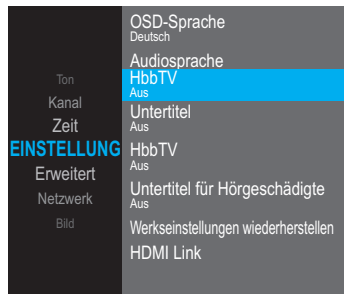 Ton
Kanal
Zeit
EINSTELLUNG
Erweitert
Netzwerk
Bild
OSD-Sprache
Deutsch
Audiosprache
HbbTV
Aus
Untertitel
Aus
HbbTV
Aus
Untertitel für Hörgeschädigte
Aus
Werkseinstellungen wiederherstellen
HDMI Link